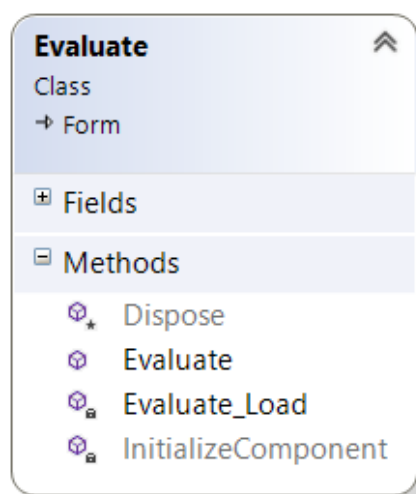 Evaluate
Class
Form
Fields
Methods
Dispose
Evaluate
Evaluate_Load
InitializeComponent